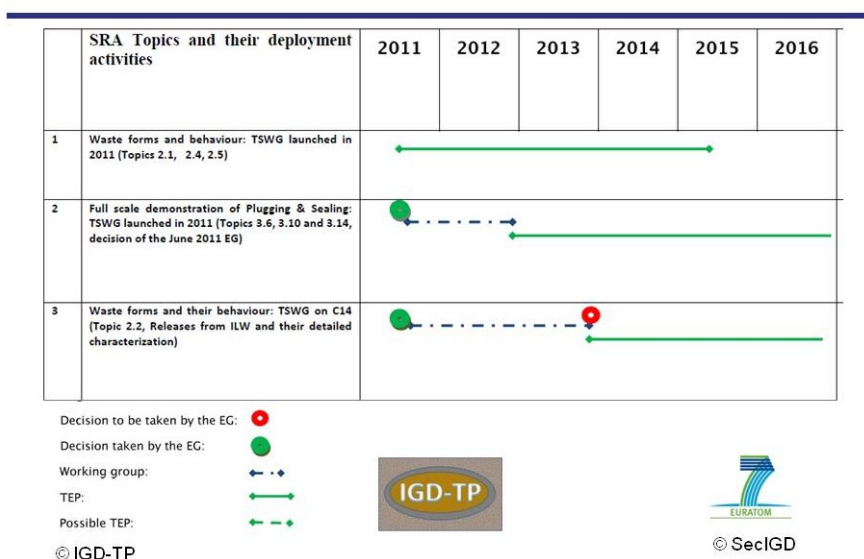 SRA Topics and their deployment
activities
2011 2012 2013 2014 2015 2016
1 Waste forms and behaviour: TSWG launched in
2011 (Topics 2.1, 2.4, 2.5)
2 Full scale demonstration of Plugging & Sealing:
TSWG launched in 2011 (Topics 3.6, 3.10 and 3.14,
decision of the June 2011 EG)
3 Waste forms and their behaviour: TSWG on C14
(Topic 2.2, Releases from ILW and their detailed
characterization)
Decision to be taken by the EG:
Decision taken by the EG:
Working group:
TEP:
Possible TEP:
IGD-TP
EURATOM
© IGD-TP
© SecIGD